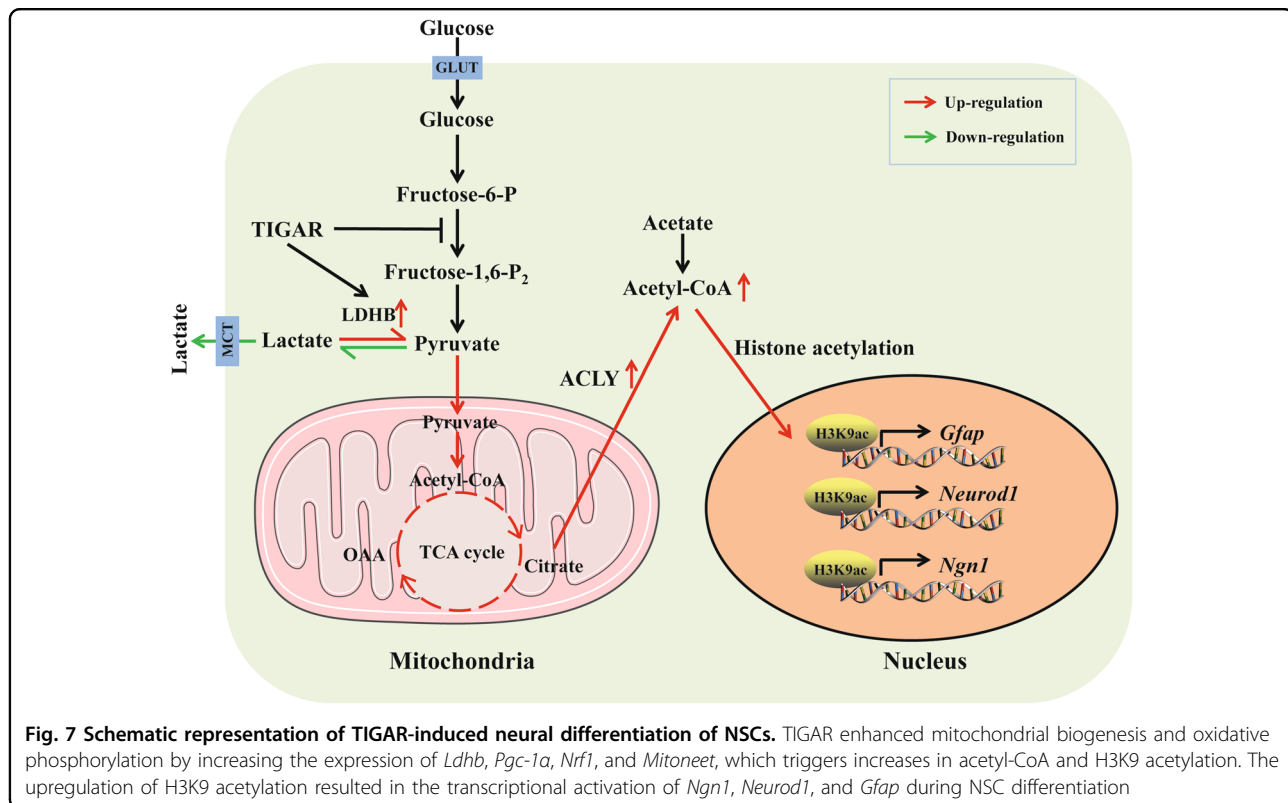 Glucose
GLUT
Glucose
Up-regulation
Down-regulation
Fructose-6-P
TIGAR
Acetate
Fructose-1,6-P₂
Acetyl-CoA
LDHB
Lactate
MCT
Lactate
Pyruvate
Histone acetylation
ACLY
Pyruvate
Acetyl-CoA
OAA
TCA cycle
Citrate
H3K9ac
Gfap
H3K9ac
Neurod1
H3K9ac
Ngn1
Mitochondria
Nucleus
Fig. 7 Schematic representation of TIGAR-induced neural differentiation of NSCs. TIGAR enhanced mitochondrial biogenesis and oxidative
phosphorylation by increasing the expression of Ldhb, Pgc-1α, Nrf1, and Mitoneet, which triggers increases in acetyl-CoA and H3K9 acetylation. The
upregulation of H3K9 acetylation resulted in the transcriptional activation of Ngn1, Neurod1, and Gfap during NSC differentiation